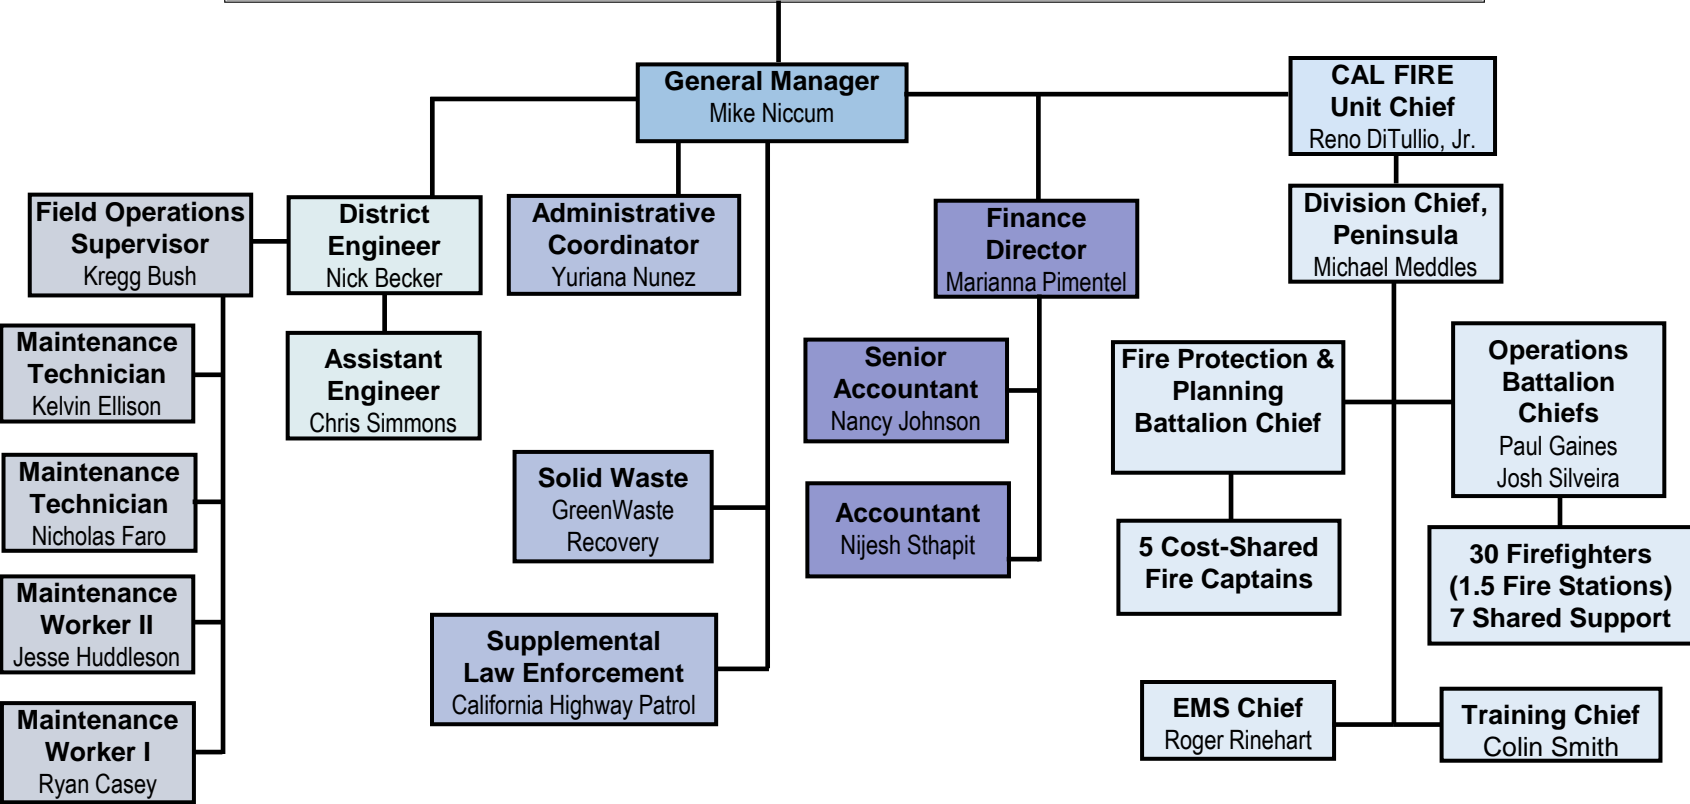 General Manager
Mike Niccum
CAL FIRE
Unit Chief
Reno DiTullio, Jr.
Field Operations
Supervisor
Kregg Bush
District
Engineer
Nick Becker
Administrative
Coordinator
Yuriana Nunez
Finance
Director
Marianna Pimentel
Division Chief,
Peninsula
Michael Meddles
Maintenance
Technician
Kelvin Ellison
Assistant
Engineer
Chris Simmons
Senior
Accountant
Nancy Johnson
Fire Protection &
Planning
Battalion Chief
Operations
Battalion
Chiefs
Paul Gaines
Josh Silveira
Maintenance
Technician
Nicholas Faro
Solid Waste
GreenWaste
Recovery
Accountant
Nijesh Sthapit
5 Cost-Shared
Fire Captains
30 Firefighters
(1.5 Fire Stations)
7 Shared Support
Maintenance
Worker II
Jesse Huddleson
Supplemental
Law Enforcement
California Highway Patrol
EMS Chief
Roger Rinehart
Training Chief
Colin Smith
Maintenance
Worker I
Ryan Casey